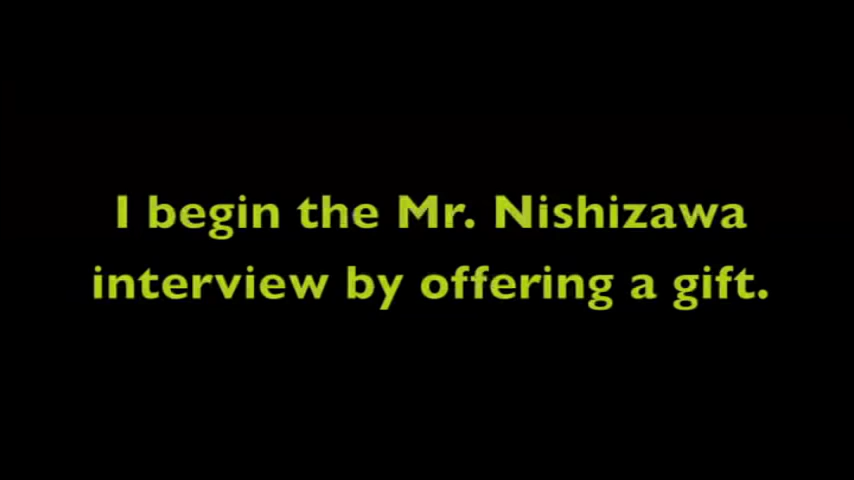 I begin the Mr. Nishizawa
interview by offering a gift.